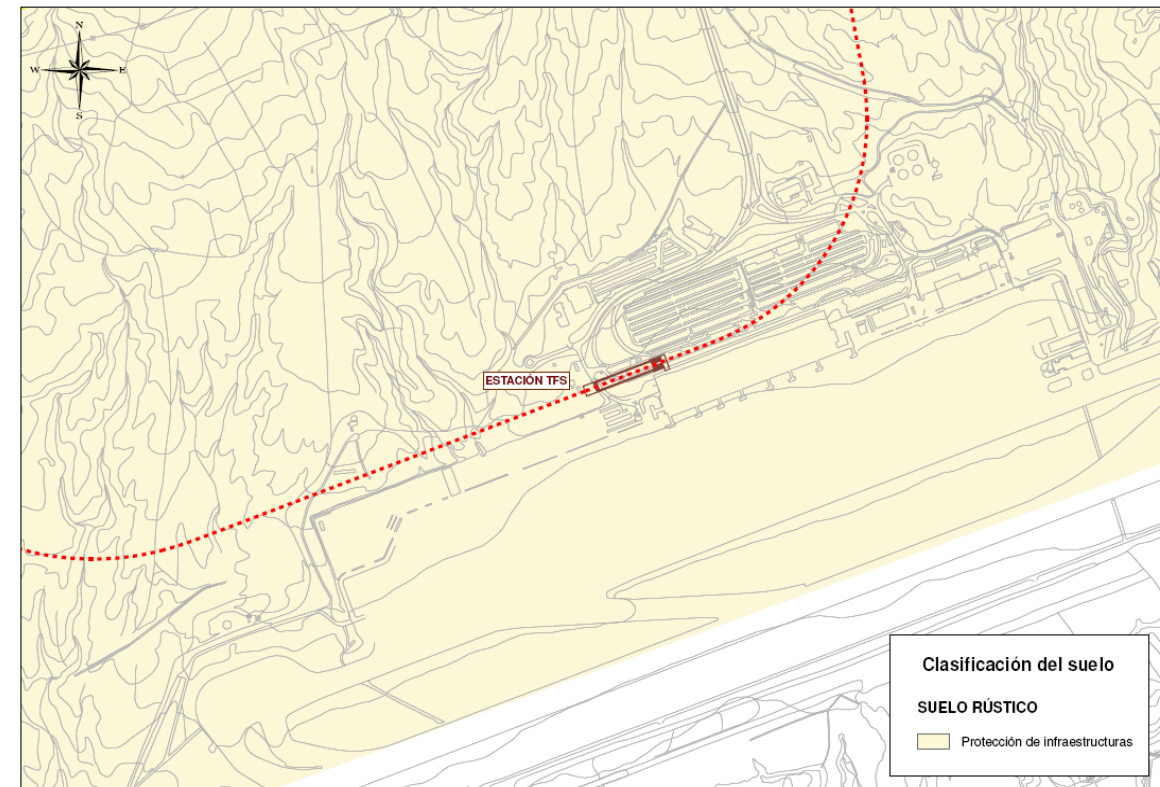 N
W E
S
ESTACIÓN TFS
Clasificación del suelo
SUELO RÚSTICO
Protección de infraestructuras